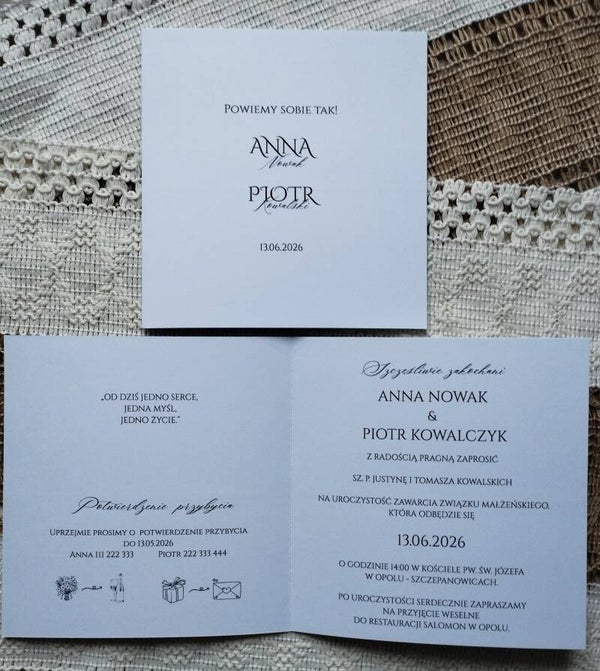 POWIEMY SOBIE TAK!
ANNA
Nowak
PIOTR
Kowalski
13.06.2026
„OD DZIŚ JEDNO SERCE,
JEDNA MYŚL,
JEDNO ŻYCIE.”
Potwierdzenie przybycia
UPRZEJMIE PROSIMY O POTWERDZENIE PRZYBYCIA
DO 13.05.2026
ANNA 111 222 333 PIOTR 222 333 444
Szczęśliwie zakochani
ANNA NOWAK
&
PIOTR KOWALCZYK
Z RADOŚCIĄ PRAGNĄ ZAPROSIĆ
SZ. P. JUSTYNĘ I TOMASZA KOWALSKICH
NA UROCZYSTOŚĆ ZAWARCIA ZWIĄZKU MAŁŻEŃSKIEGO,
KTÓRA ODBĘDZIE SIĘ
13.06.2026
O GODZINIE 14:00 W KOŚCIELE PW. ŚW. JÓZEFA
W OPOLU - SZCZEPANOWICACH.
PO UROCZYSTOŚCI SERDECZNIE ZAPRASZAMY
NA PRZYJĘCIE WESELNE
DO RESTAURACJI SALOMON W OPOLU.